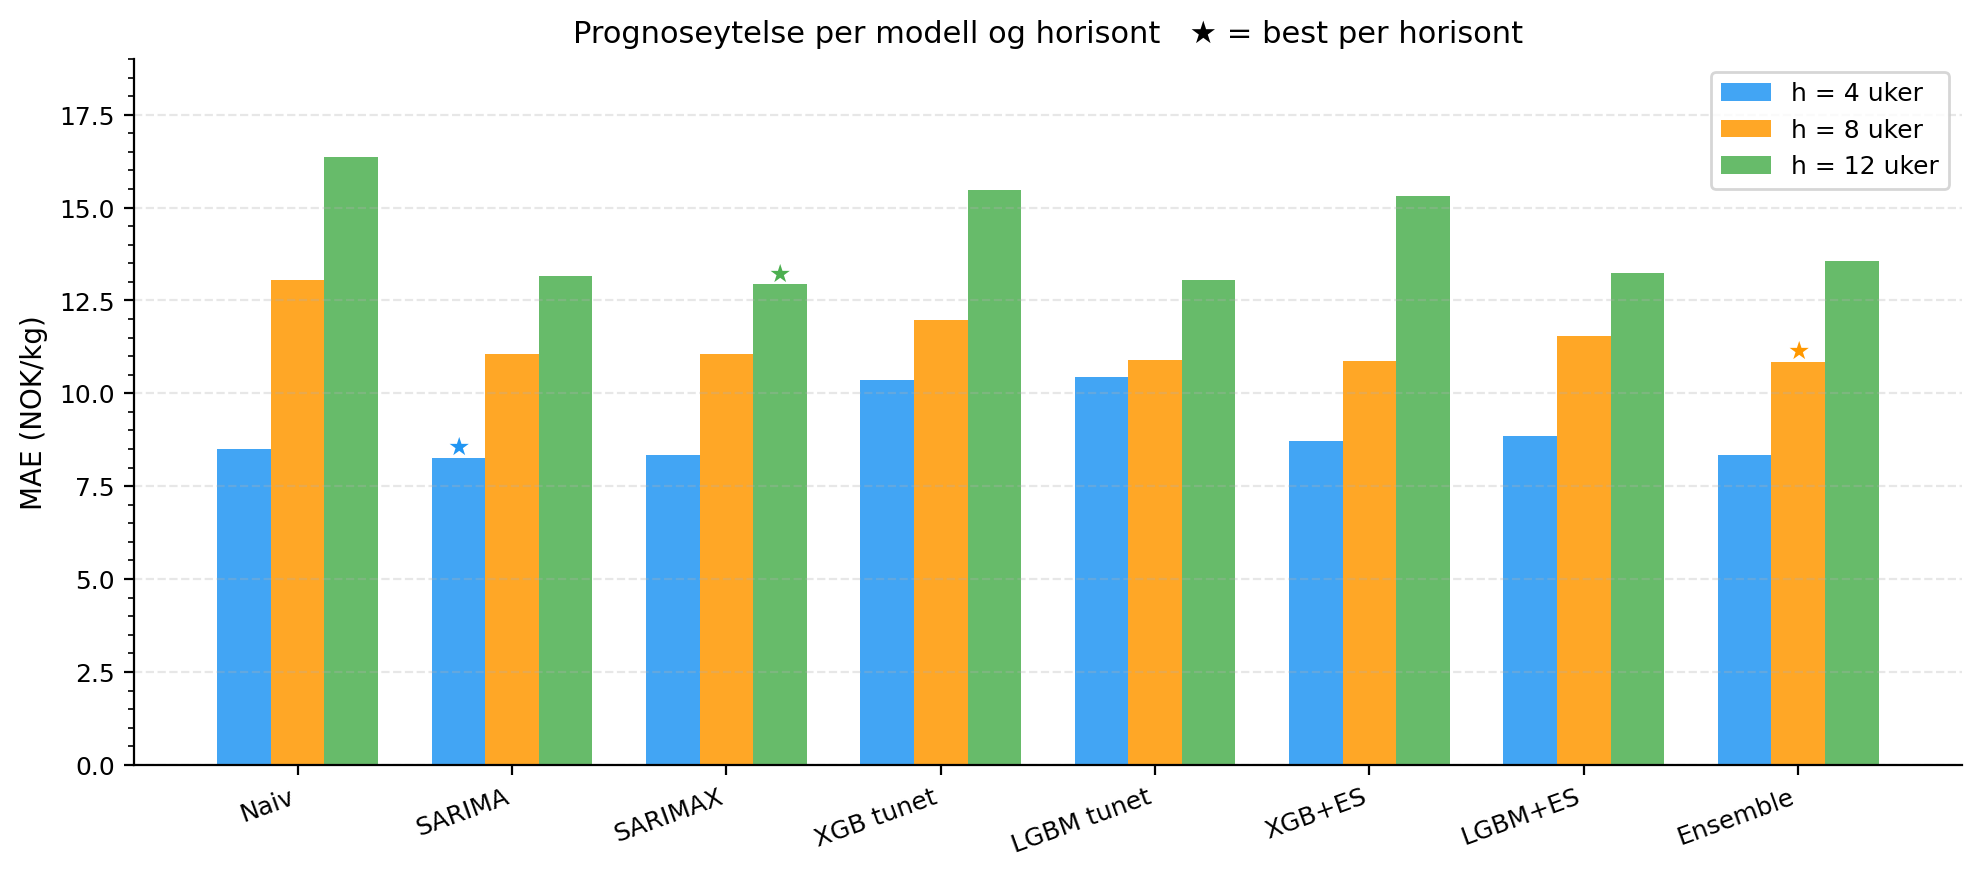 Prognoseytelse per modell og horisont ★ = best per horisont
h = 4 uker
h = 8 uker
h = 12 uker
MAE (NOK/kg)
17.5
15.0
12.5
10.0
7.5
5.0
2.5
0.0
Naiv
SARIMA
SARIMAX
XGB tunet
LGBM tunet
XGB+ES
LGBM+ES
Ensemble